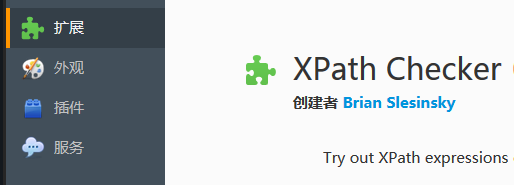 扩展
外观
插件
服务
XPath Checker
创建者 Brian Slesinsky
Try out XPath expressions